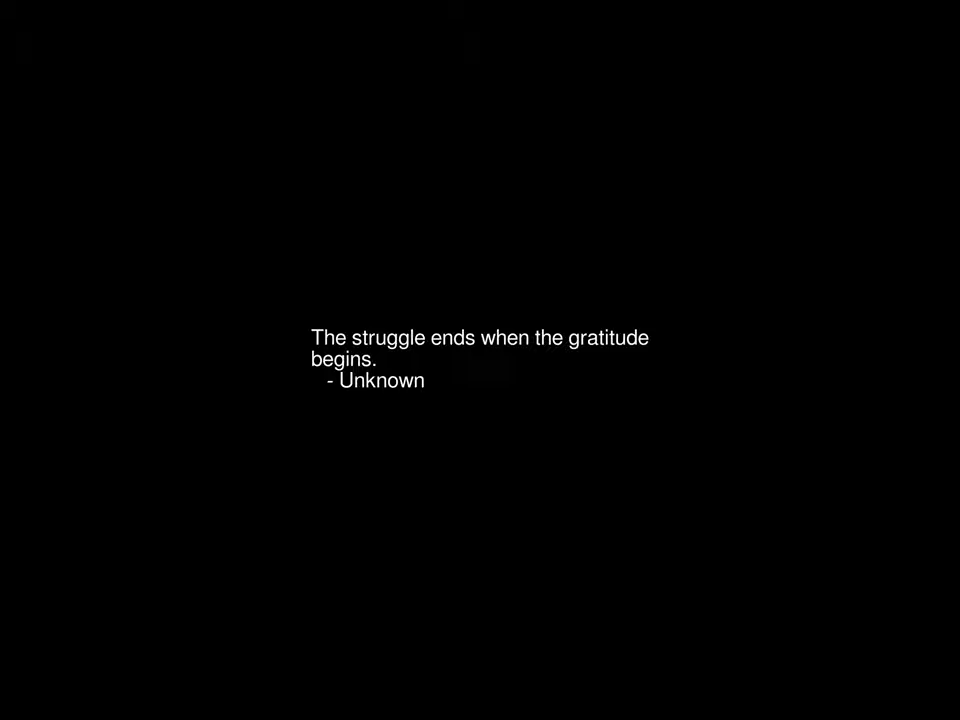 The struggle ends when the gratitude
begins.
- Unknown